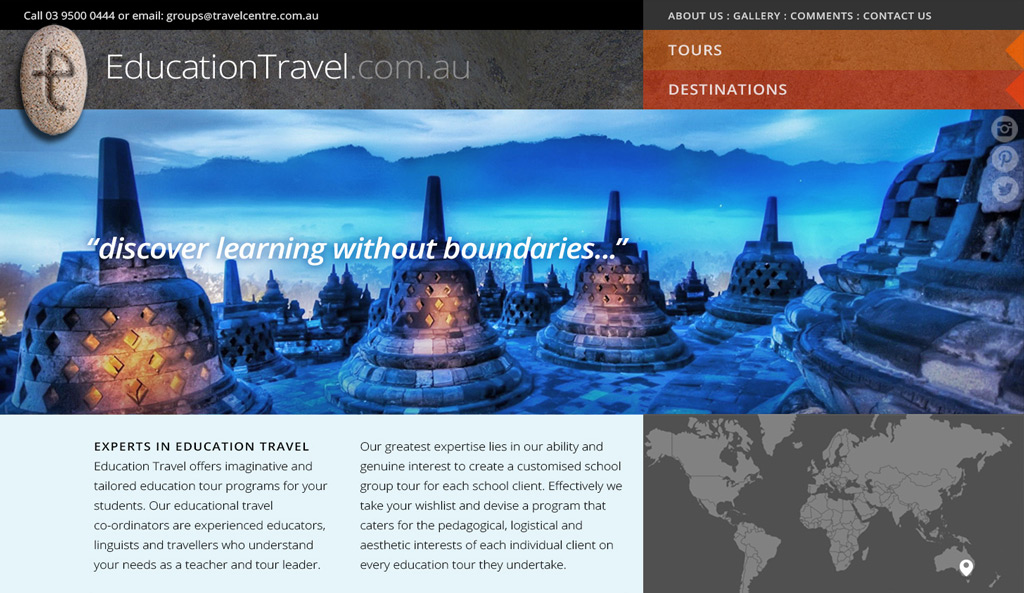 Call 03 9500 0444 or email: groups@travelcentre.com.au
ABOUT US : GALLERY : COMMENTS : CONTACT US
EducationTravel.com.au
TOURS
DESTINATIONS
“discover learning without boundaries...”
EXPERTS IN EDUCATION TRAVEL
Education Travel offers imaginative and
tailored education tour programs for your
students. Our educational travel
co-ordinators are experienced educators,
linguists and travellers who understand
your needs as a teacher and tour leader.
Our greatest expertise lies in our ability and
genuine interest to create a customised school
group tour for each school client. Effectively we
take your wishlist and devise a program that
caters for the pedagogical, logistical and
aesthetic interests of each individual client on
every education tour they undertake.